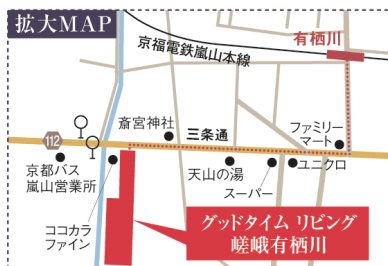 拡大MAP
有栖川
京福電鉄嵐山本線
斎宮神社
三条通
ファミリー
マート
112
京都バス
嵐山営業所
天山の湯
ユニクロ
スーパー
ココカラ
ファイン
グッドタイム リビング
嵯峨有栖川